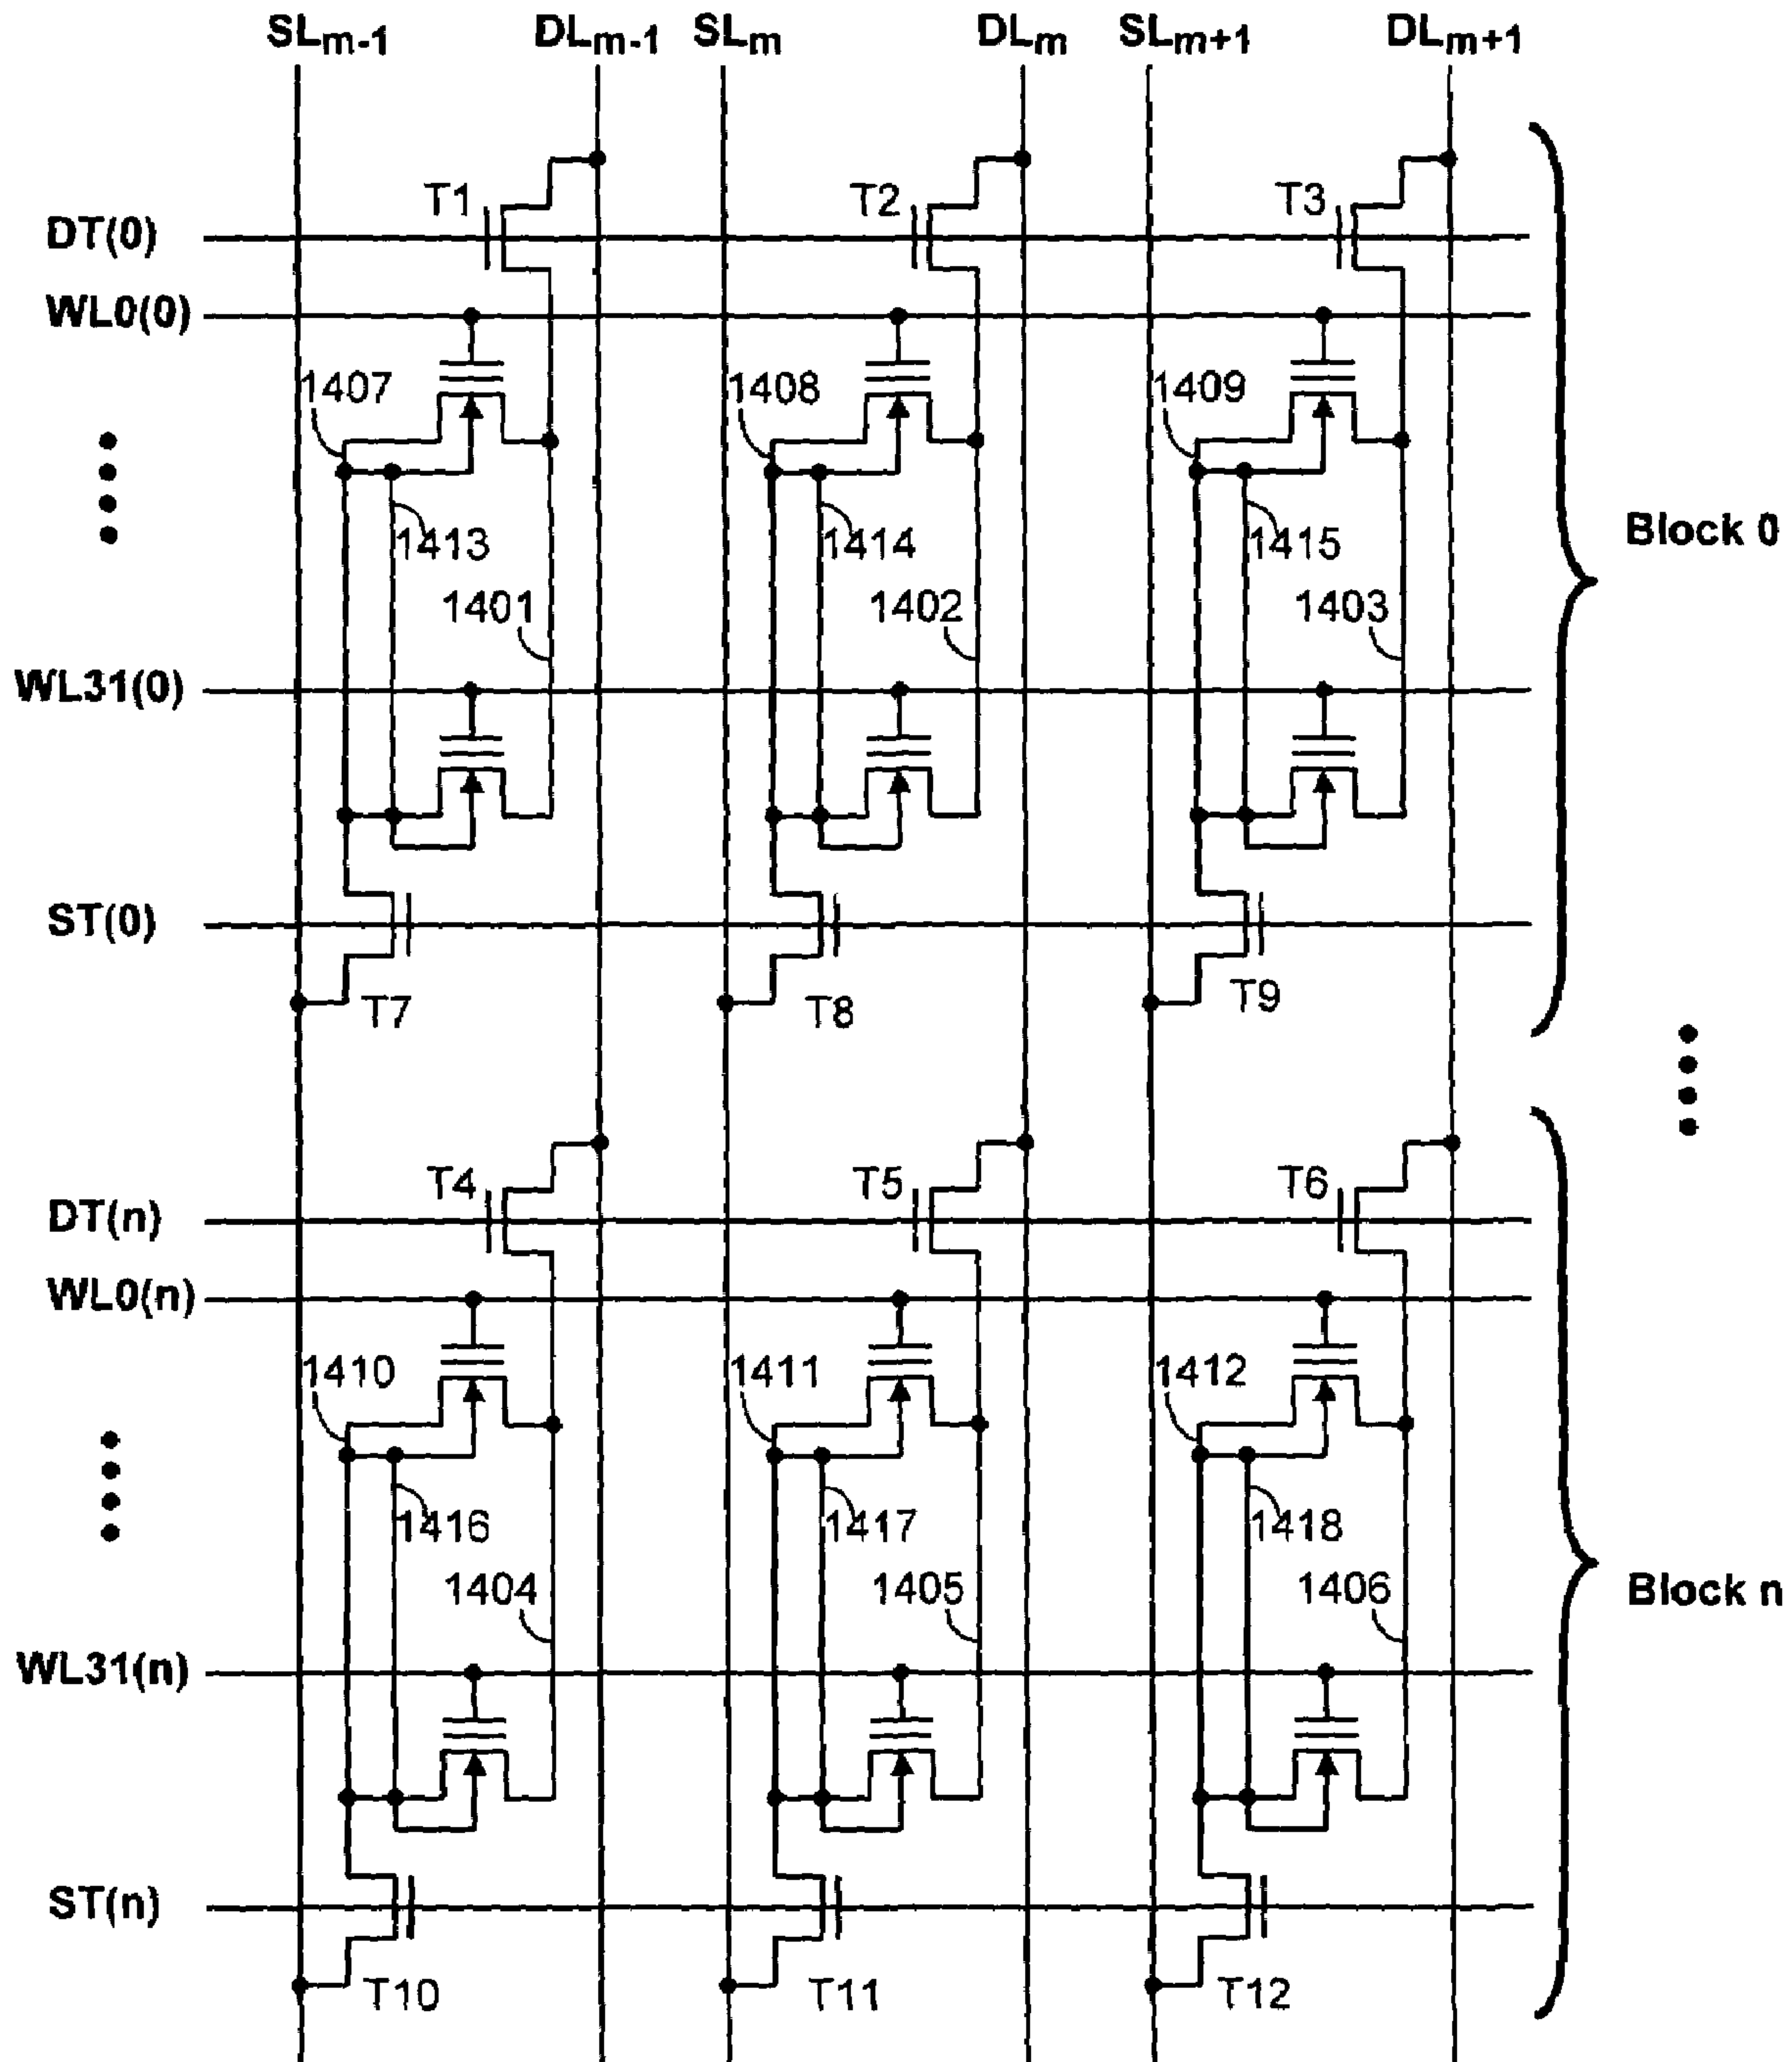 SLm-1 DLm-1 SLm DLm SLm+1 DLm+1
T1 T2 T3
DT(0)
WL0(0)
1407 1408 1409
1413 1414 1415
Block 0
1401 1402 1403
WL31(0)
ST(0)
T7 T8 T9
T4 T5 T6
DT(n)
WL0(n)
1410 1411 1412
1416 1417 1418
1404 1405 1406
Block n
WL31(n)
ST(n)
T10 T11 T12